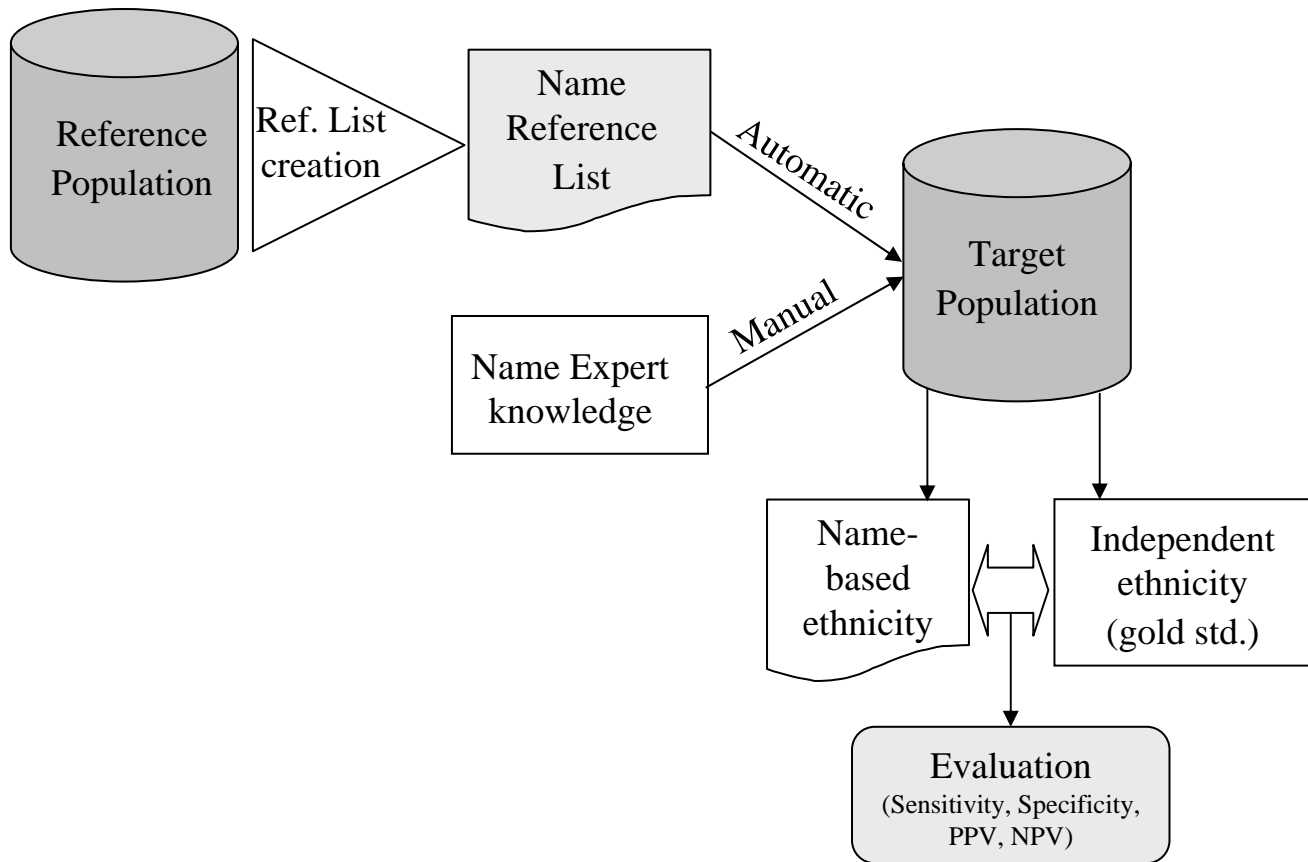 Reference
Population
Ref. List
creation
Name
Reference
List
Automatic
Manual
Name Expert
knowledge
Target
Population
Name-
based
ethnicity
Independent
ethnicity
(gold std.)
Evaluation
(Sensitivity, Specificity,
PPV, NPV)